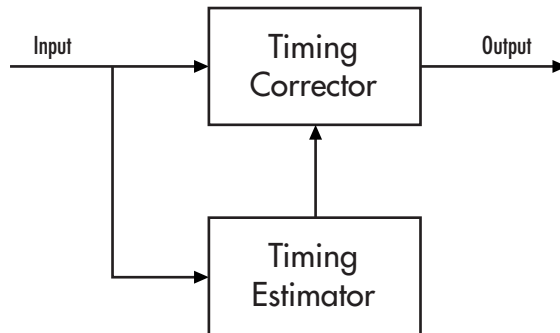 Input
Timing
Corrector
Output
Timing
Estimator